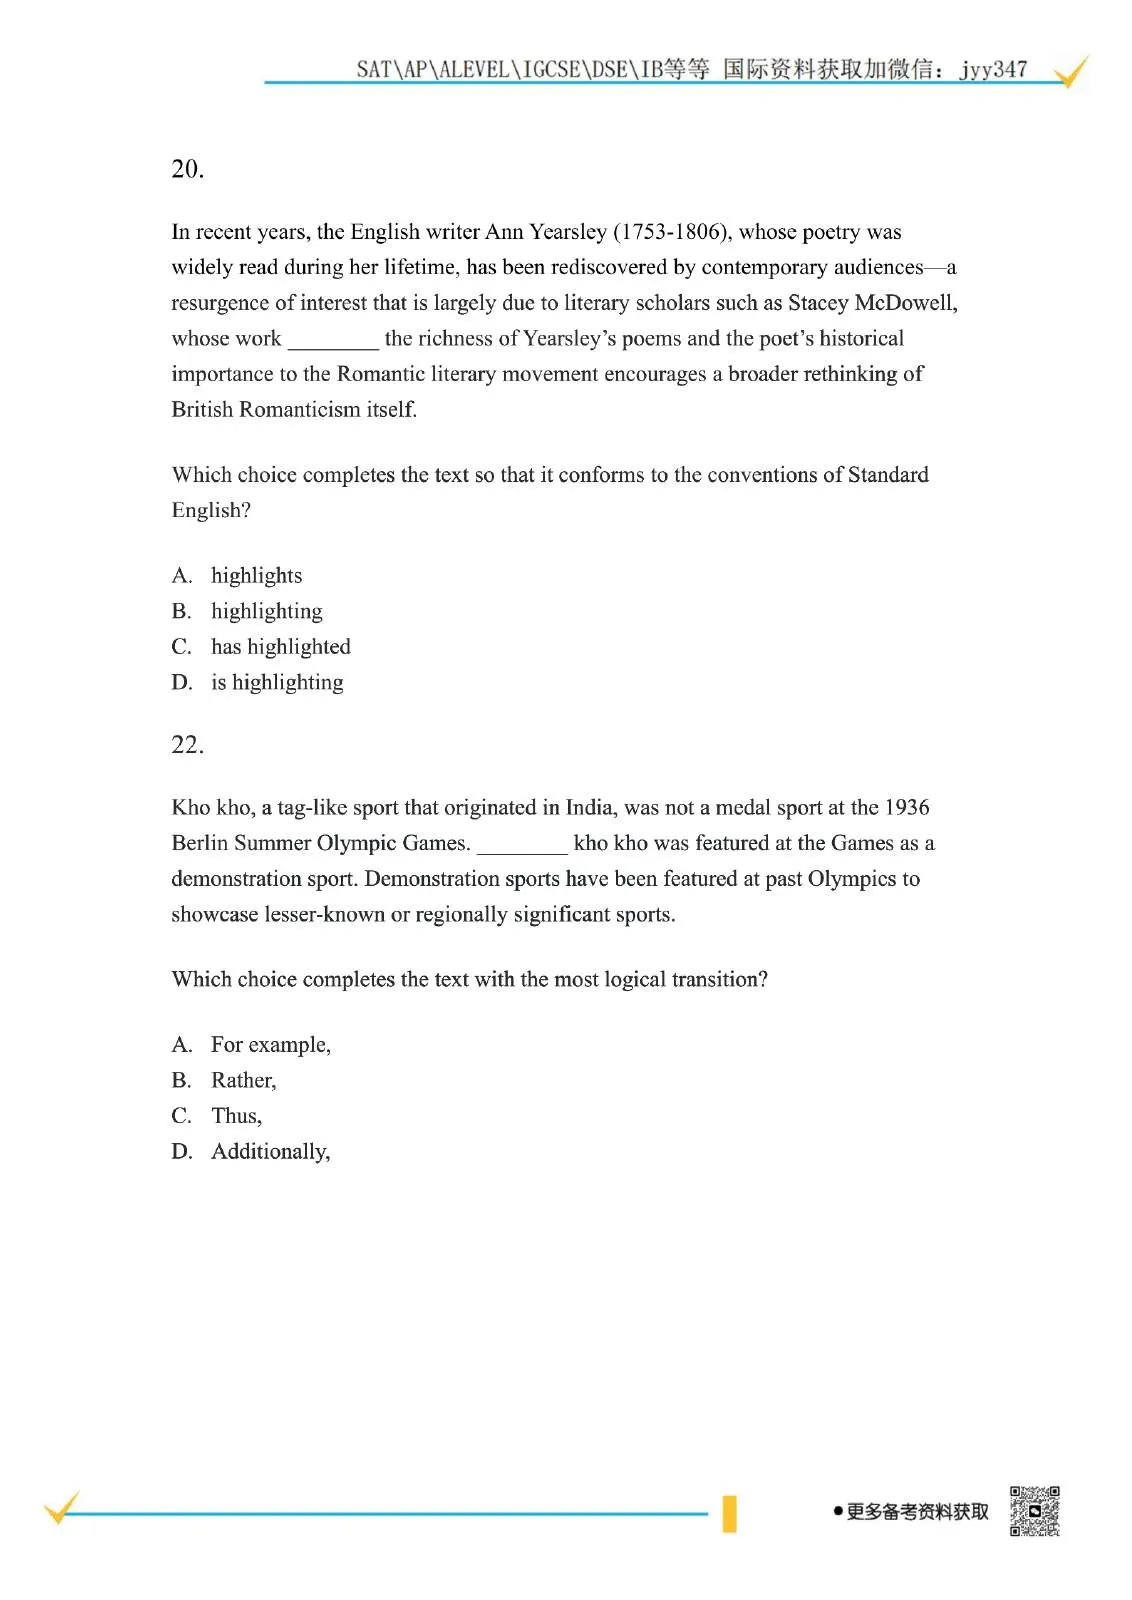 SAT\AP\ALEVEL\IGCSE\DSE\IB等等 国际资料获取加微信：jyy347
20.
In recent years, the English writer Ann Yearsley (1753-1806), whose poetry was
widely read during her lifetime, has been rediscovered by contemporary audiences—a
resurgence of interest that is largely due to literary scholars such as Stacey McDowell,
whose work ________ the richness of Yearsley’s poems and the poet’s historical
importance to the Romantic literary movement encourages a broader rethinking of
British Romanticism itself.
Which choice completes the text so that it conforms to the conventions of Standard
English?
A. highlights
B. highlighting
C. has highlighted
D. is highlighting
22.
Kho kho, a tag-like sport that originated in India, was not a medal sport at the 1936
Berlin Summer Olympic Games. ________ kho kho was featured at the Games as a
demonstration sport. Demonstration sports have been featured at past Olympics to
showcase lesser-known or regionally significant sports.
Which choice completes the text with the most logical transition?
A. For example,
B. Rather,
C. Thus,
D. Additionally,
●更多备考资料获取